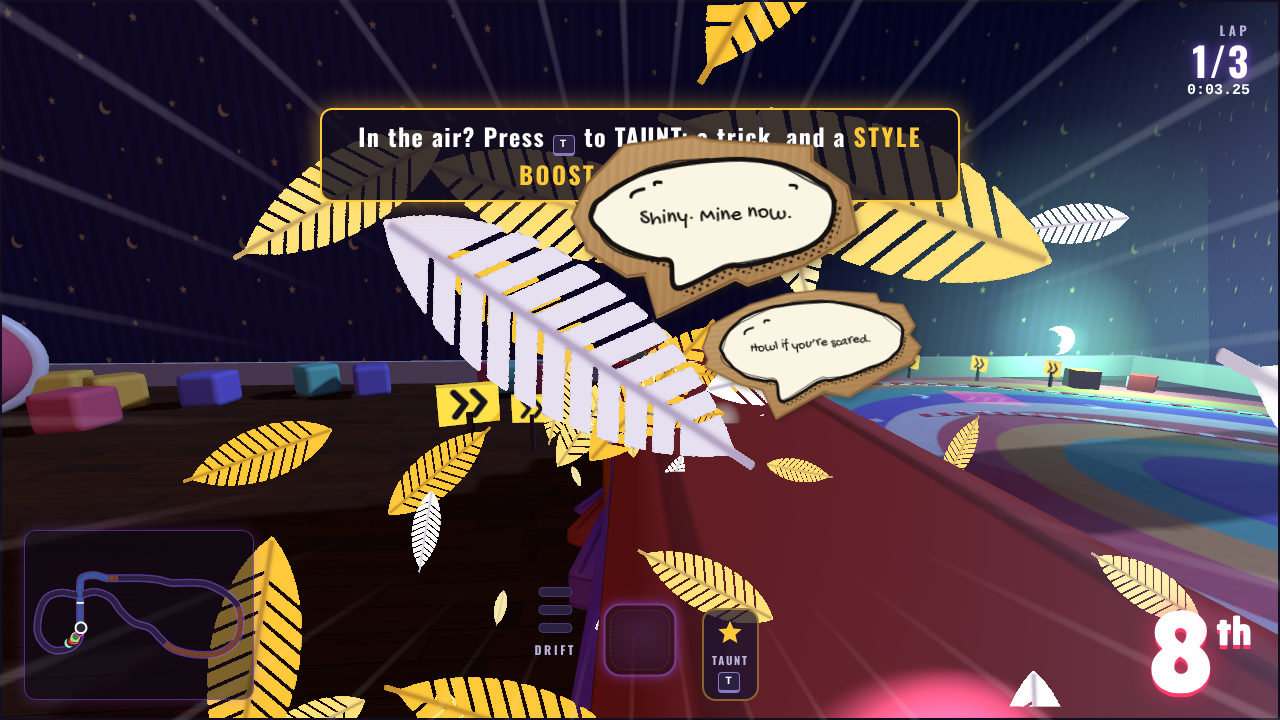 LAP
1/3
0:03.25
In the air? Press T to TAUNT: a trick, and a STYLE
BOOST
Shiny. Mine now.
Howl if you're scared.
DRIFT
TAUNT
T
8th